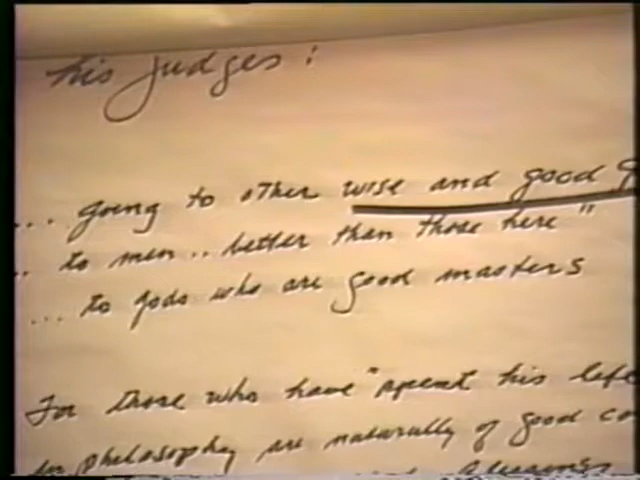 his judges :
... going to other wise and good g
.. to men .. better than those here"
... to gods who are good masters
For those who have "spent his life
in philosophy are naturally of good co